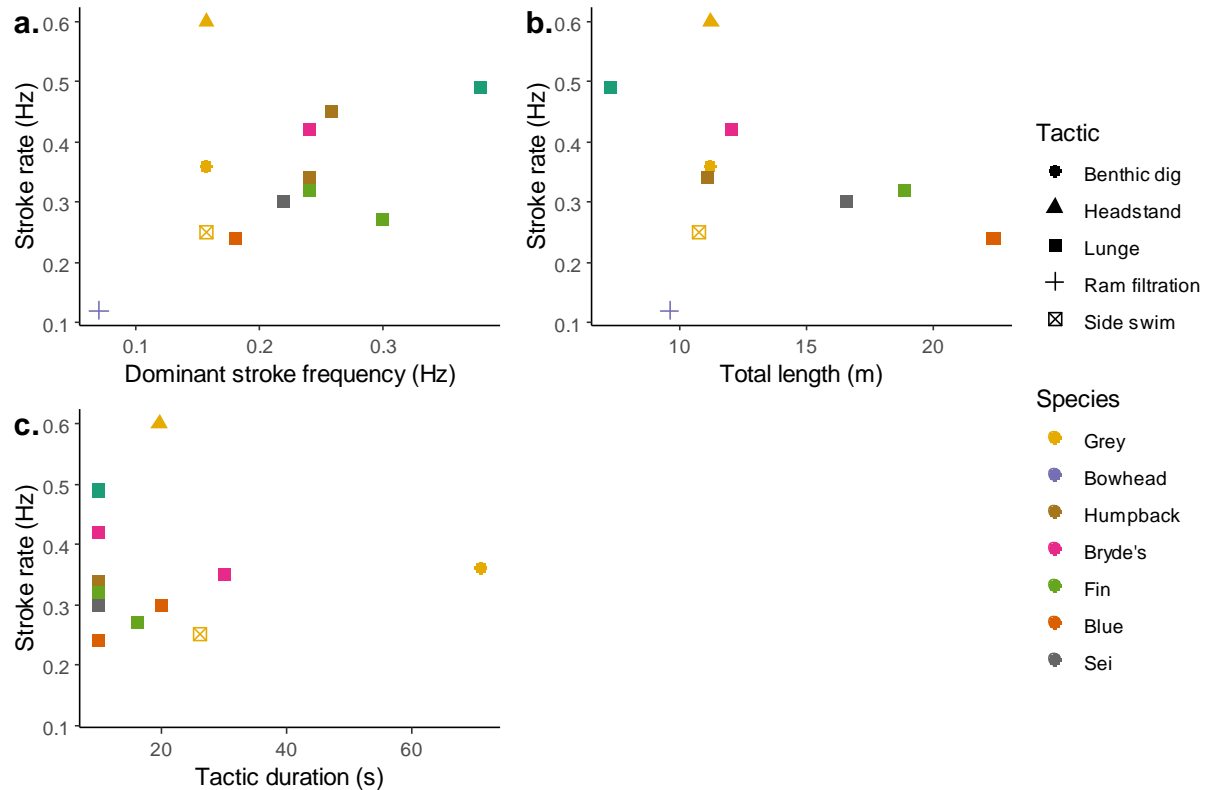 a.
0.6
0.5
0.4
0.3
0.2
0.1
Stroke rate (Hz)
0.1 0.2 0.3
Dominant stroke frequency (Hz)
b.
0.6
0.5
0.4
0.3
0.2
0.1
Stroke rate (Hz)
10 15 20
Total length (m)
c.
0.6
0.5
0.4
0.3
0.2
0.1
Stroke rate (Hz)
20 40 60
Tactic duration (s)
Tactic
Benthic dig
Headstand
Lunge
Ram filtration
Side swim
Species
Grey
Bowhead
Humpback
Bryde's
Fin
Blue
Sei